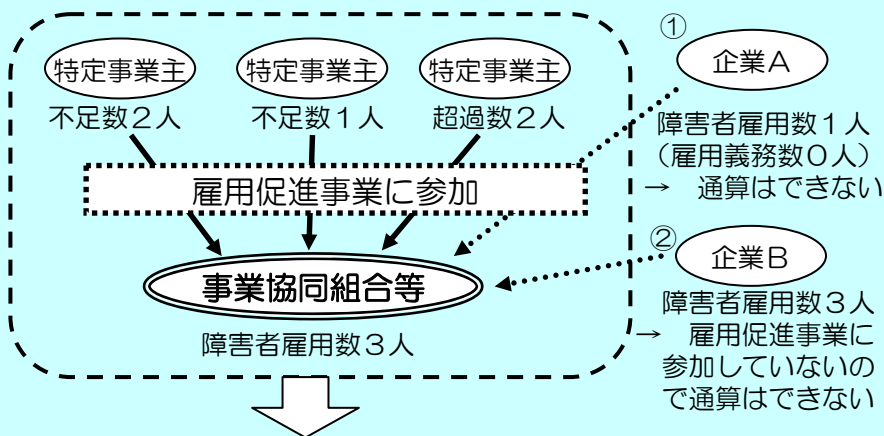 特定事業主
不足数2人
特定事業主
不足数1人
特定事業主
超過数2人
雇用促進事業に参加
事業協同組合等
障害者雇用数3人
①
企業A
障害者雇用数1人
（雇用義務数0人）
→ 通算はできない
②
企業B
障害者雇用数3人
→ 雇用促進事業に
参加していないの
で通算はできない